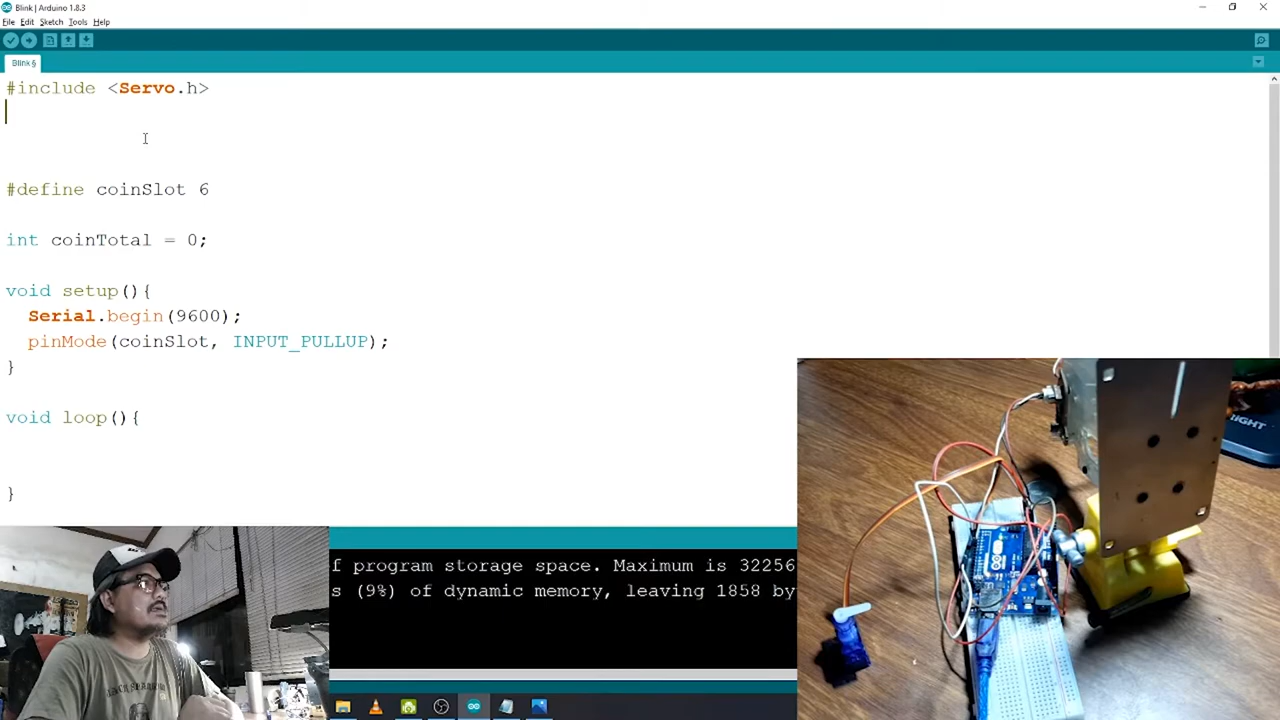 Blink | Arduino 1.8.3
File Edit Sketch Tools Help
Blink §
#include <Servo.h>
#define coinSlot 6
int coinTotal = 0;
void setup(){
Serial.begin(9600);
pinMode(coinSlot, INPUT_PULLUP);
}
void loop(){
}
f program storage space. Maximum is 32256
s (9%) of dynamic memory, leaving 1858 by